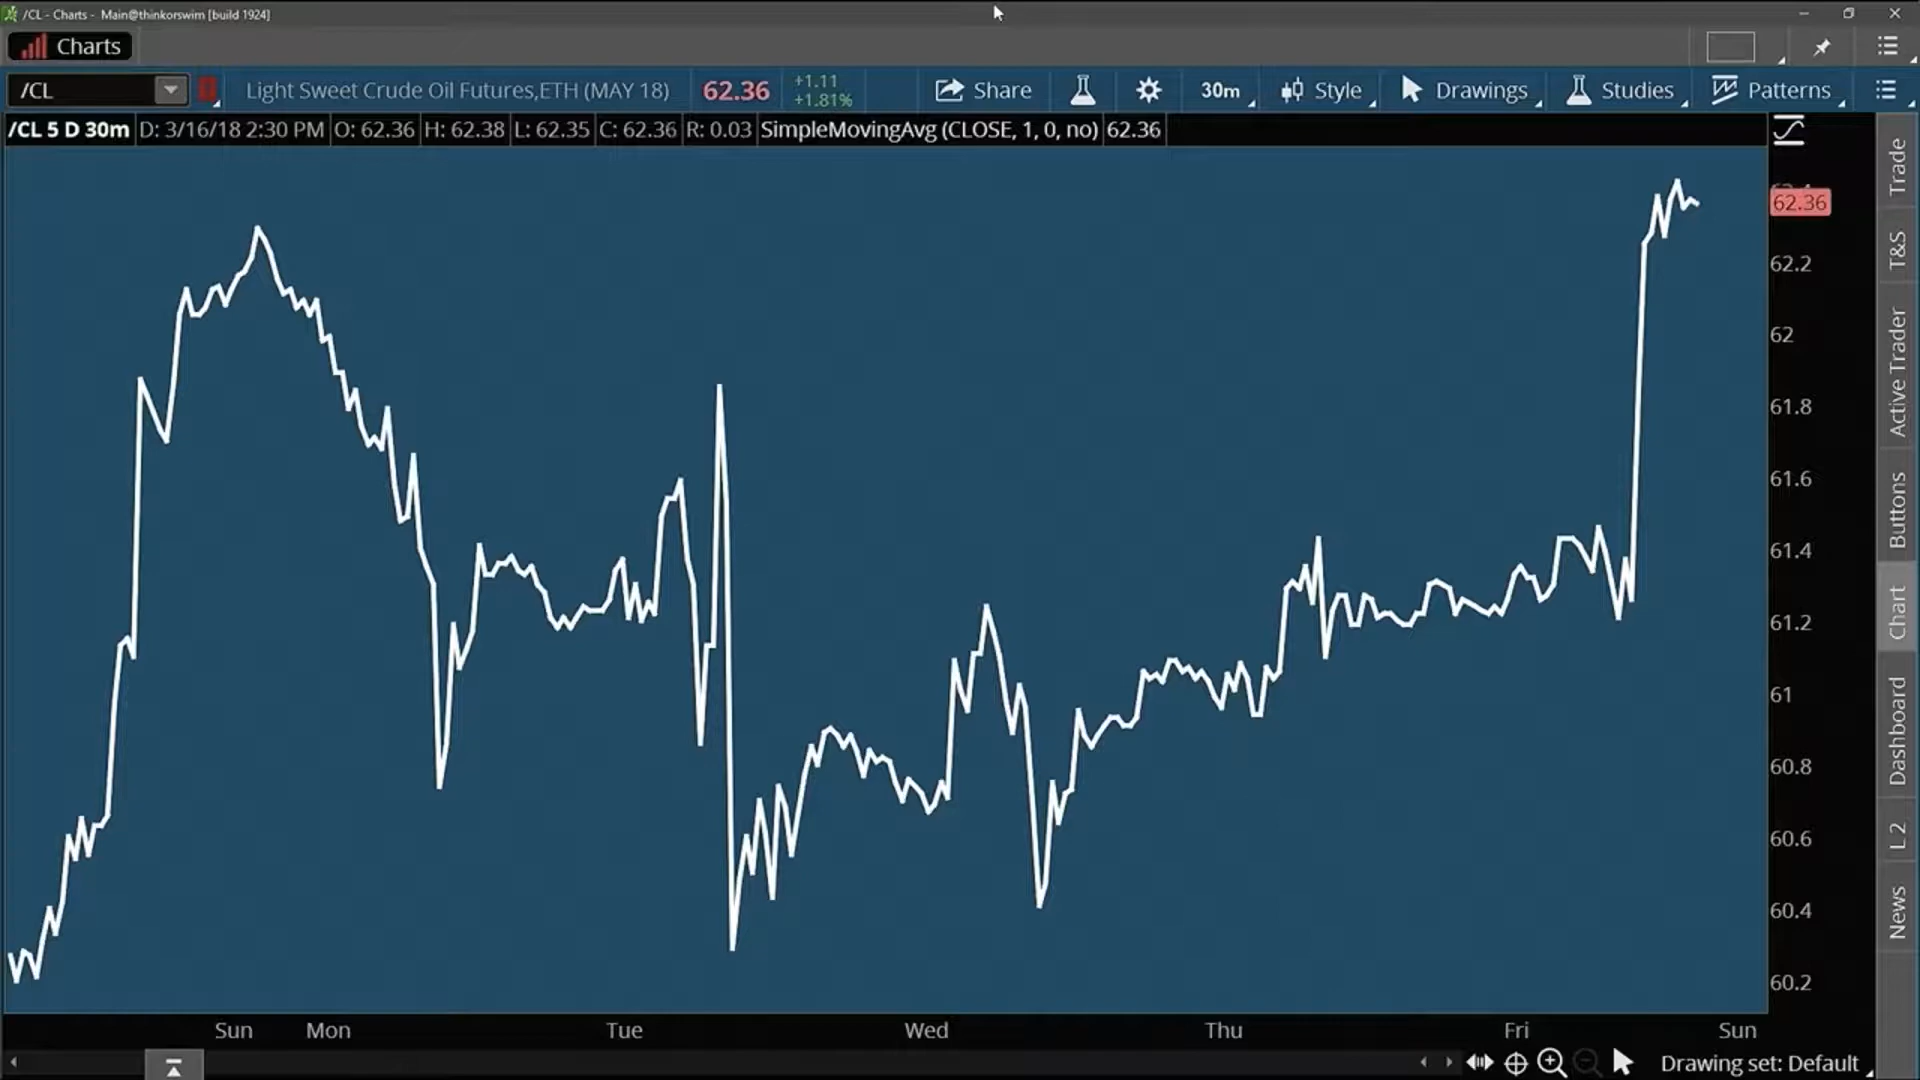 /CL - Charts - Main@thinkorswim [build 1924]
Charts
/CL Light Sweet Crude Oil Futures,ETH (MAY 18) 62.36 +1.11 +1.81% Share 30m Style Drawings Studies Patterns
/CL 5 D 30m D: 3/16/18 2:30 PM O: 62.36 H: 62.38 L: 62.35 C: 62.36 R: 0.03 SimpleMovingAvg (CLOSE, 1, 0, no) 62.36
62.36
62.2
62
61.8
61.6
61.4
61.2
61
60.8
60.6
60.4
60.2
Trade
T&S
Active Trader
Buttons
Chart
Dashboard
L 2
News
Sun Mon Tue Wed Thu Fri Sun
Drawing set: Default